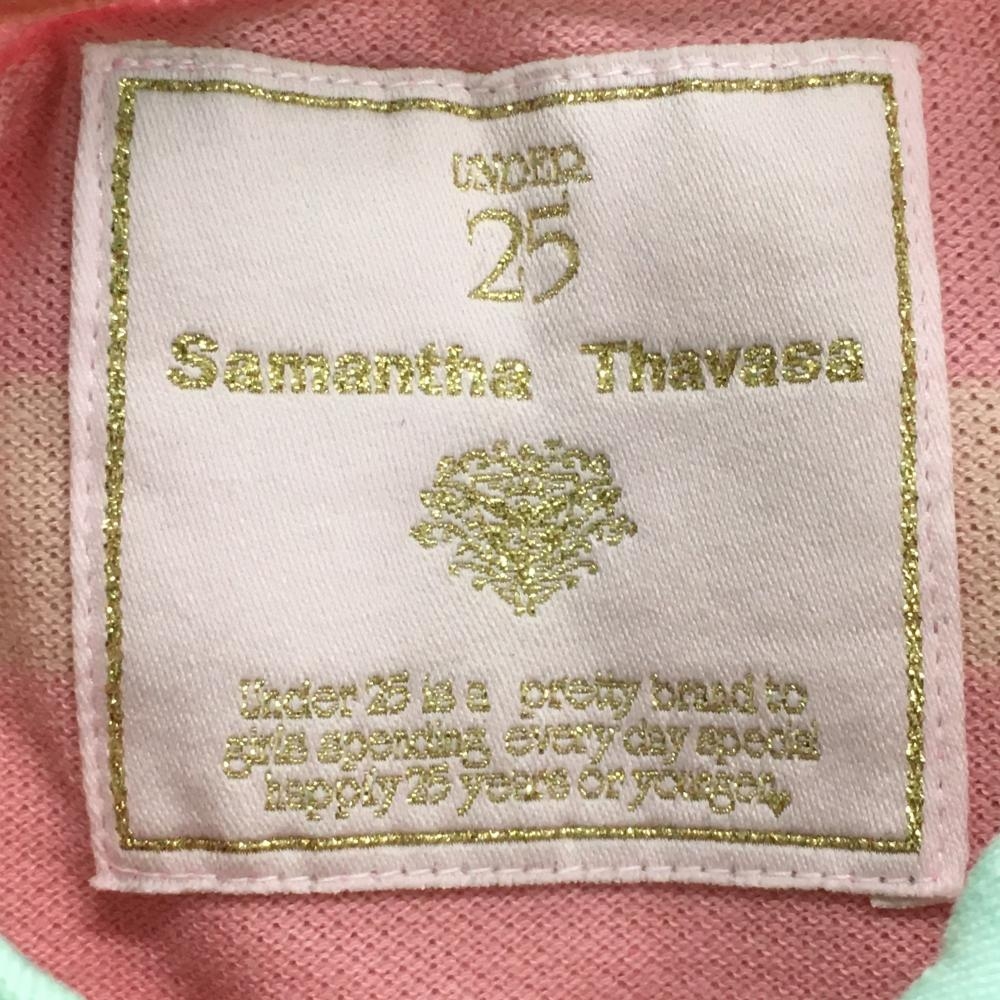 UNDER
25
Samantha Thavasa
Under 25 is a pretty brand to
girls spending every day special
happly 25 years or younger